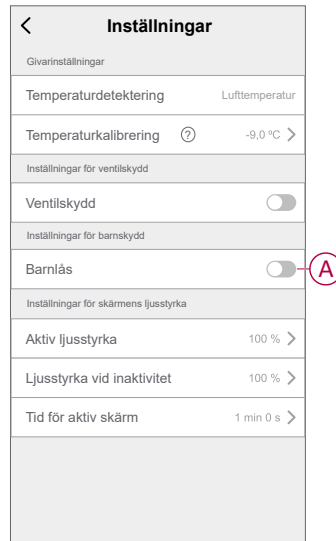 Inställningar
Givarinställningar
Temperaturdetektering Lufttemperatur
Temperaturkalibrering ? -9,0 ºC
Inställningar för ventilskydd
Ventilskydd
Inställningar för barnskydd
Barnlås A
Inställningar för skärmens ljusstyrka
Aktiv ljusstyrka 100 %
Ljusstyrka vid inaktivitet 100 %
Tid för aktiv skärm 1 min 0 s